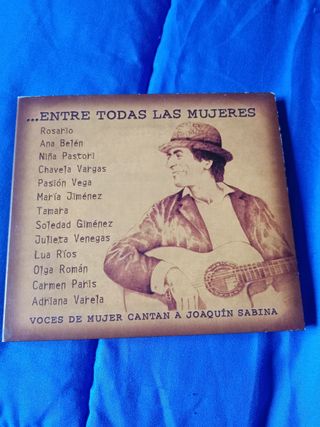 ...ENTRE TODAS LAS MUJERES
Rosario
Ana Belén
Niña Pastori
Chavela Vargas
Pasión Vega
María Jiménez
Tamara
Soledad Giménez
Julieta Venegas
Lua Ríos
Olga Román
Carmen París
Adriana Varela
VOCES DE MUJER CANTAN A JOAQUÍN SABINA